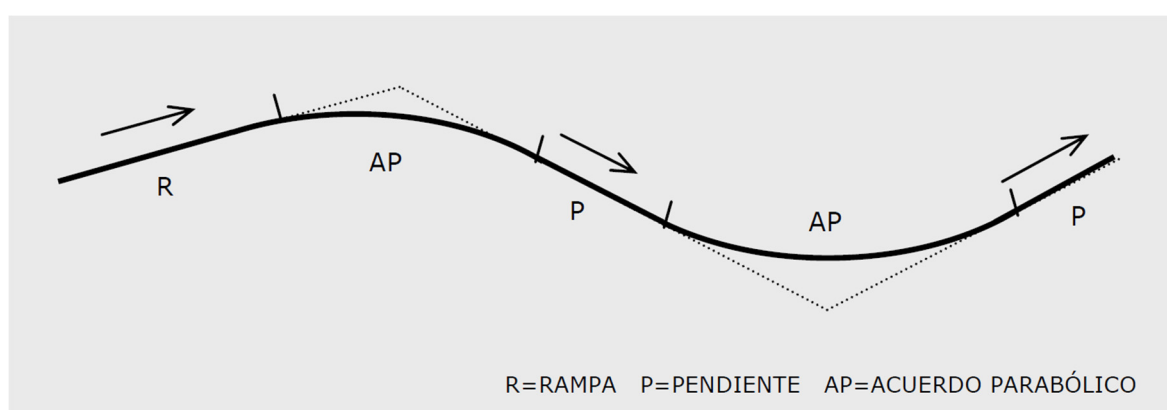 AP
R
P
AP
P
R=RAMPA P=PENDIENTE AP=ACUERDO PARABÓLICO